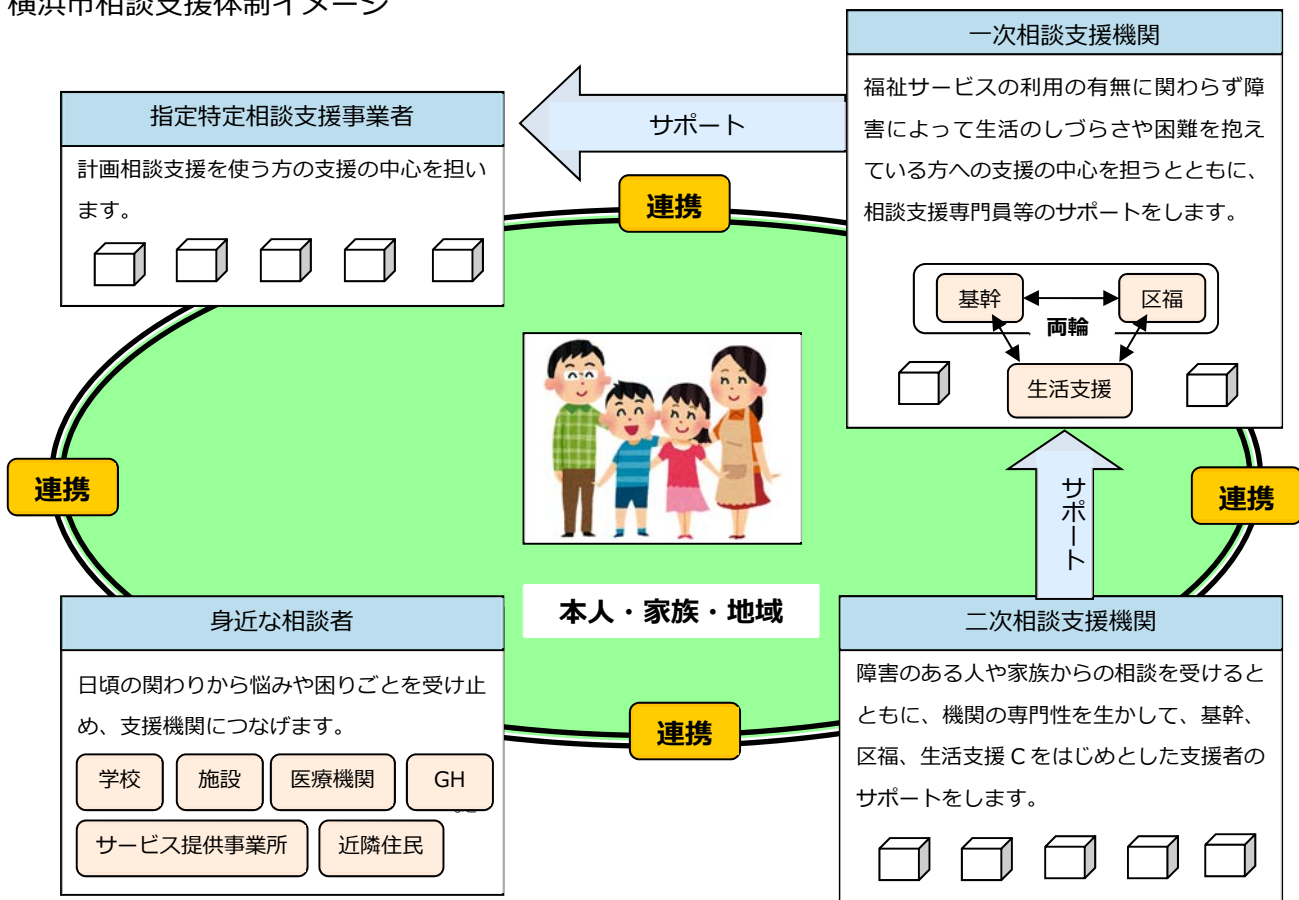 横浜市相談支援体制イメージ
一次相談支援機関
福祉サービスの利用の有無に関わらず障
害によって生活のしづらさや困難を抱え
ている方への支援の中心を担うとともに、
相談支援専門員等のサポートをします。
基幹
区福
両輪
生活支援
サポート
指定特定相談支援事業者
計画相談支援を使う方の支援の中心を担い
ます。
連携
連携
連携
サポート
本人・家族・地域
身近な相談者
日頃の関わりから悩みや困りごとを受け止
め、支援機関につなげます。
学校
施設
医療機関
GH
サービス提供事業所
近隣住民
連携
二次相談支援機関
障害のある人や家族からの相談を受けると
ともに、機関の専門性を生かして、基幹、
区福、生活支援 C をはじめとした支援者の
サポートをします。